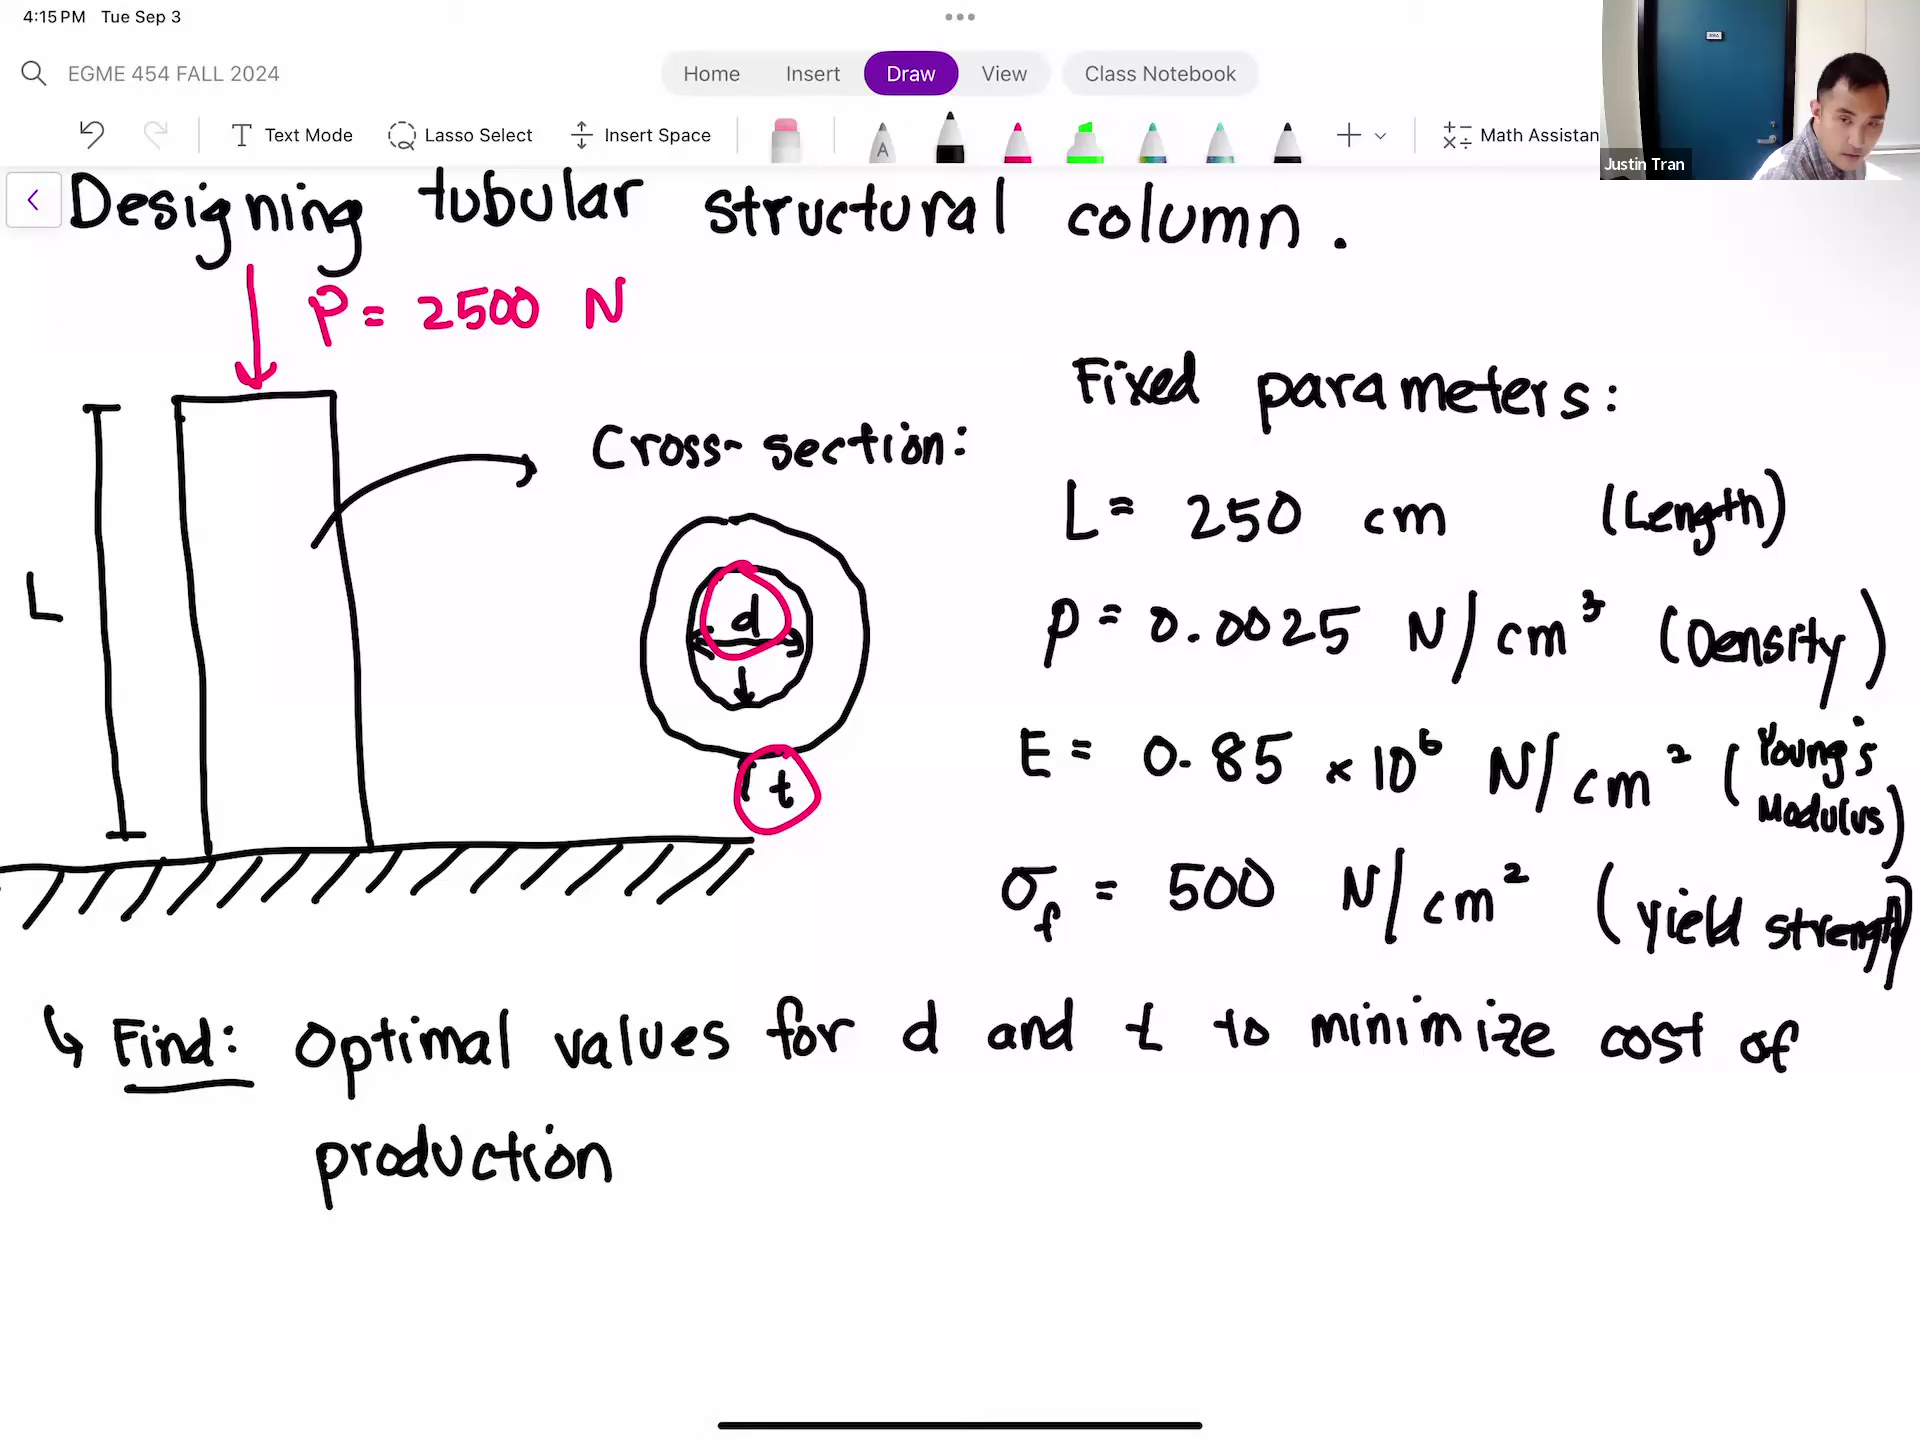 4:15 PM Tue Sep 3
EGME 454 FALL 2024
Home Insert Draw View Class Notebook
Text Mode Lasso Select Insert Space Math Assistan
Justin Tran
Designing tubular structural column.
P = 2500 N
Fixed parameters:
Cross-section:
L = 250 cm (Length)
ρ = 0.0025 N/cm³ (Density)
E = 0.85 × 10⁶ N/cm² (Young's Modulus)
σf = 500 N/cm² (yield strength)
L
d
t
Find: Optimal values for d and t to minimize cost of
production